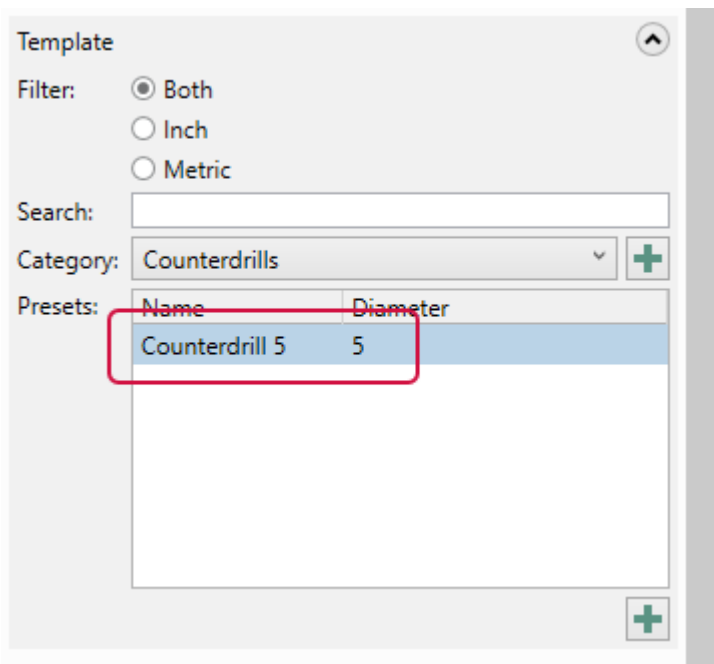 Template
Filter: Both
Inch
Metric
Search:
Category: Counterdrills
Presets: Name Diameter
Counterdrill 5 5